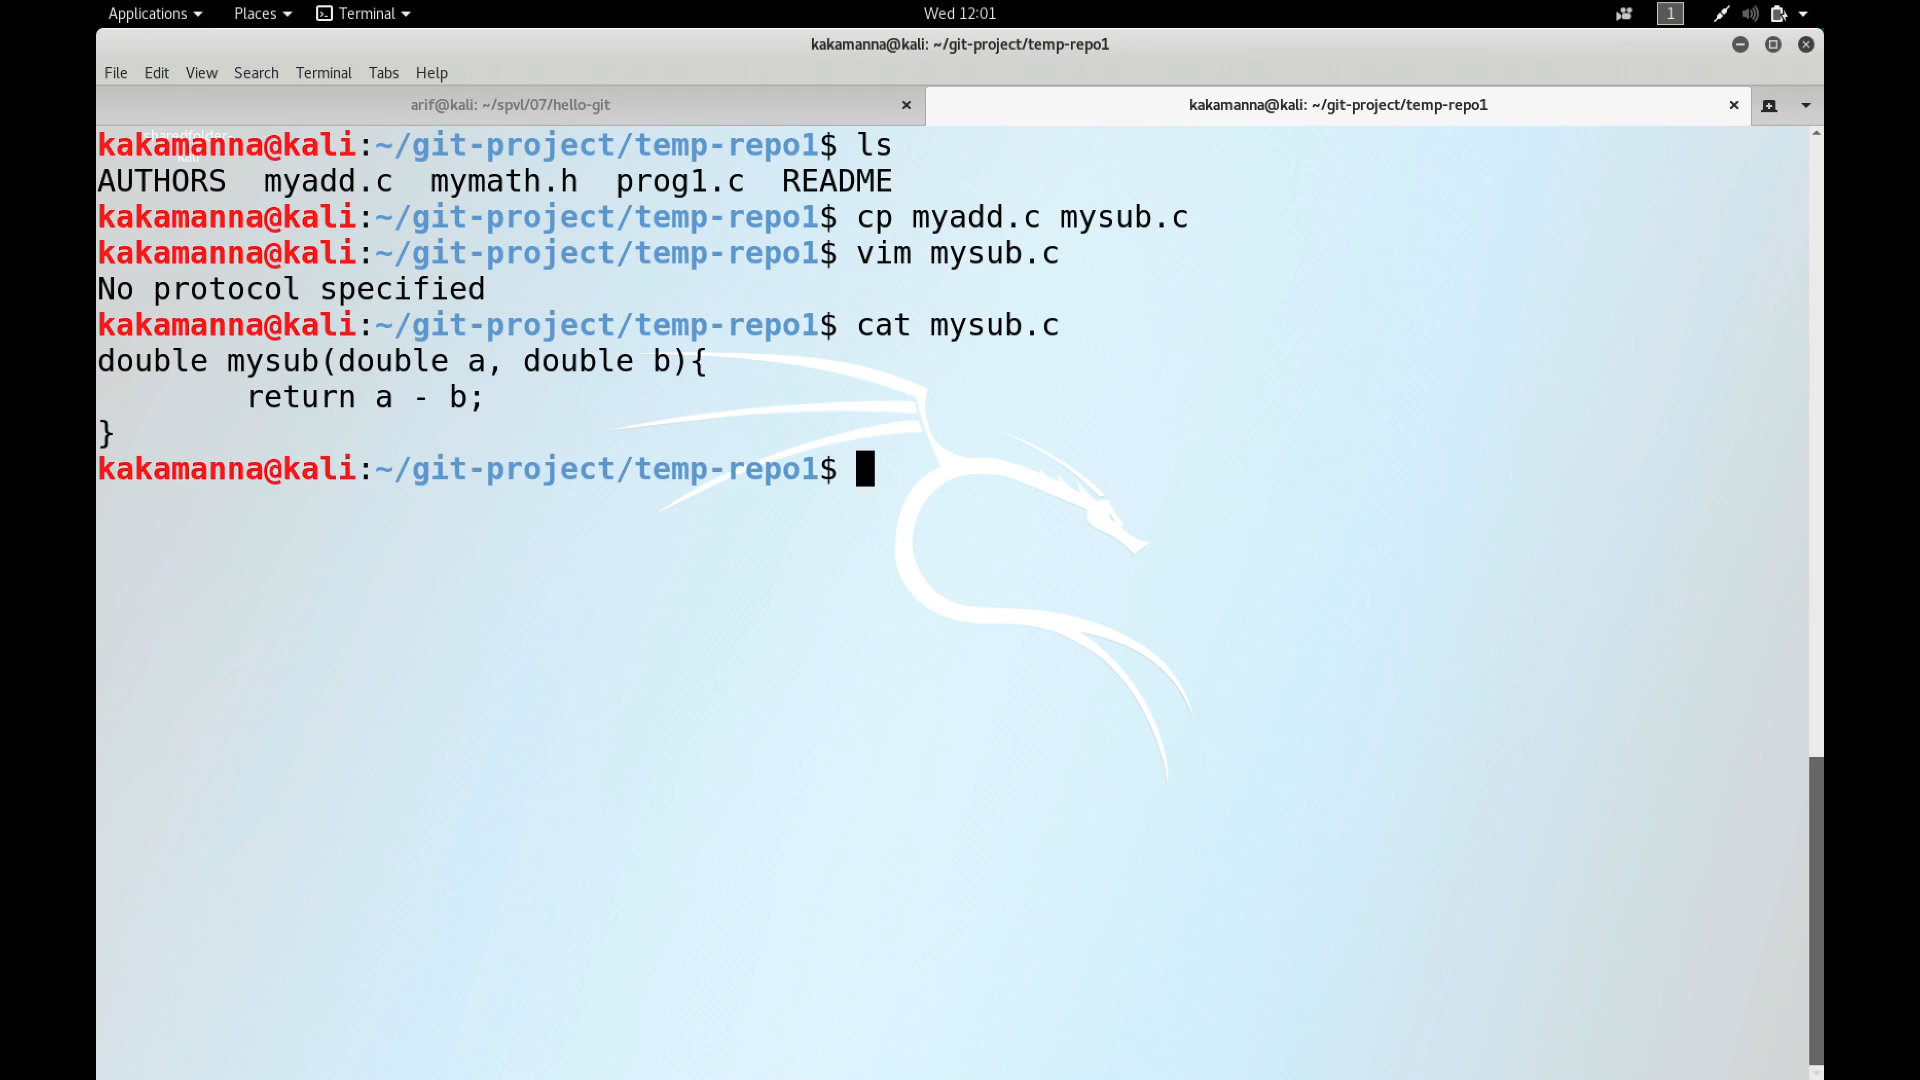 Applications Places Terminal Wed 12:01 1
kakamanna@kali: ~/git-project/temp-repo1
File Edit View Search Terminal Tabs Help
arif@kali: ~/spvl/07/hello-git kakamanna@kali: ~/git-project/temp-repo1
sharedfolder-
kali
kakamanna@kali:~/git-project/temp-repo1$ ls
AUTHORS  myadd.c  mymath.h  prog1.c  README
kakamanna@kali:~/git-project/temp-repo1$ cp myadd.c mysub.c
kakamanna@kali:~/git-project/temp-repo1$ vim mysub.c
No protocol specified
kakamanna@kali:~/git-project/temp-repo1$ cat mysub.c
double mysub(double a, double b){
        return a - b;
}
kakamanna@kali:~/git-project/temp-repo1$